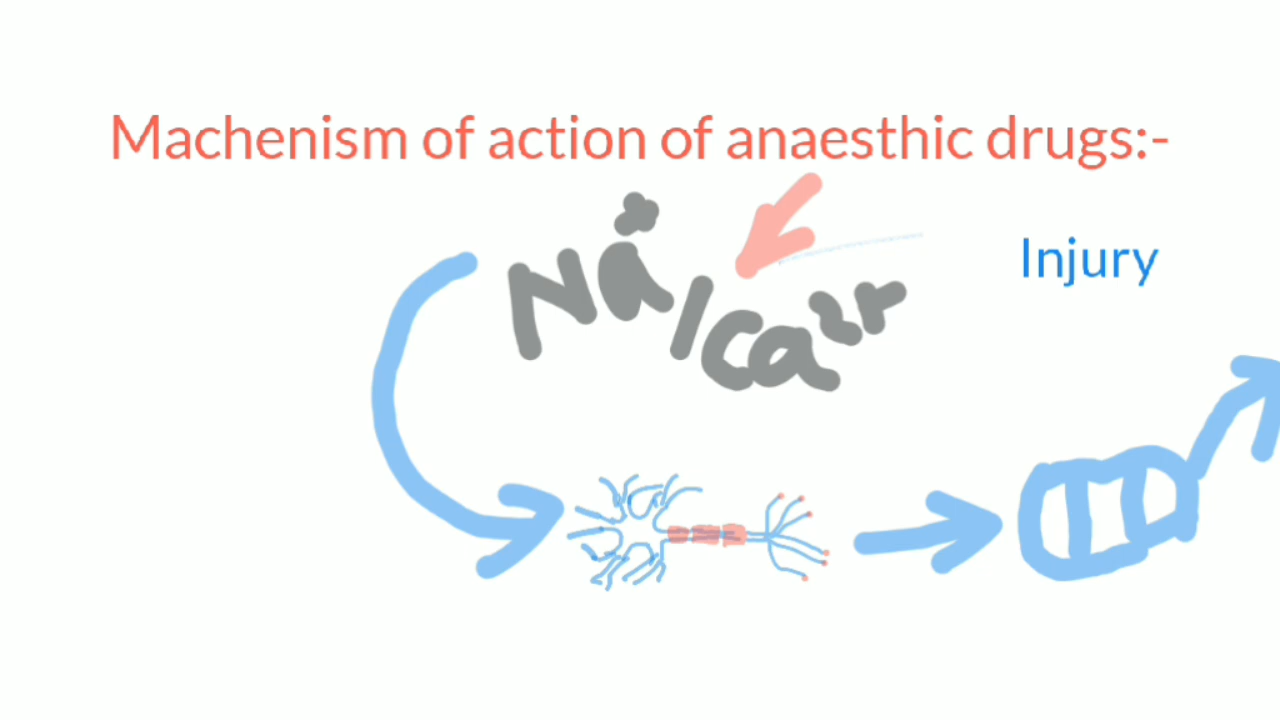 Machenism of action of anaesthic drugs:-
Na+/Ca2+
Injury